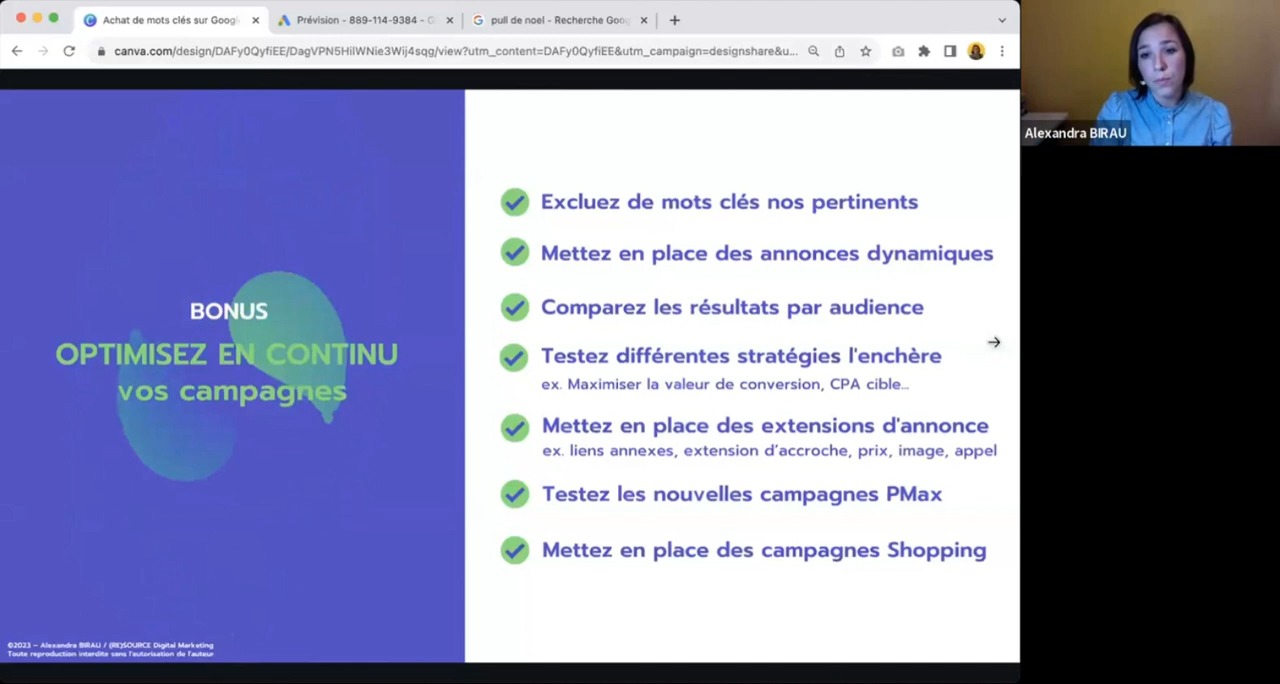 Achat de mots clés sur Google
Prévision - 889-114-9384 - G
pull de noel - Recherche Goog
canva.com/design/DAFy0QyfiEE/DagVPN5HilWNie3Wij4sqg/view?utm_content=DAFy0QyfiEE&utm_campaign=designshare&u...
Alexandra BIRAU
BONUS
OPTIMISEZ EN CONTINU
vos campagnes
Excluez de mots clés nos pertinents
Mettez en place des annonces dynamiques
Comparez les résultats par audience
Testez différentes stratégies l'enchère
ex. Maximiser la valeur de conversion, CPA cible...
Mettez en place des extensions d'annonce
ex. liens annexes, extension d'accroche, prix, image, appel
Testez les nouvelles campagnes PMax
Mettez en place des campagnes Shopping
©2023 – Alexandra BIRAU / (RE)SOURCE Digital Marketing
Toute reproduction interdite sans l'autorisation de l'auteur